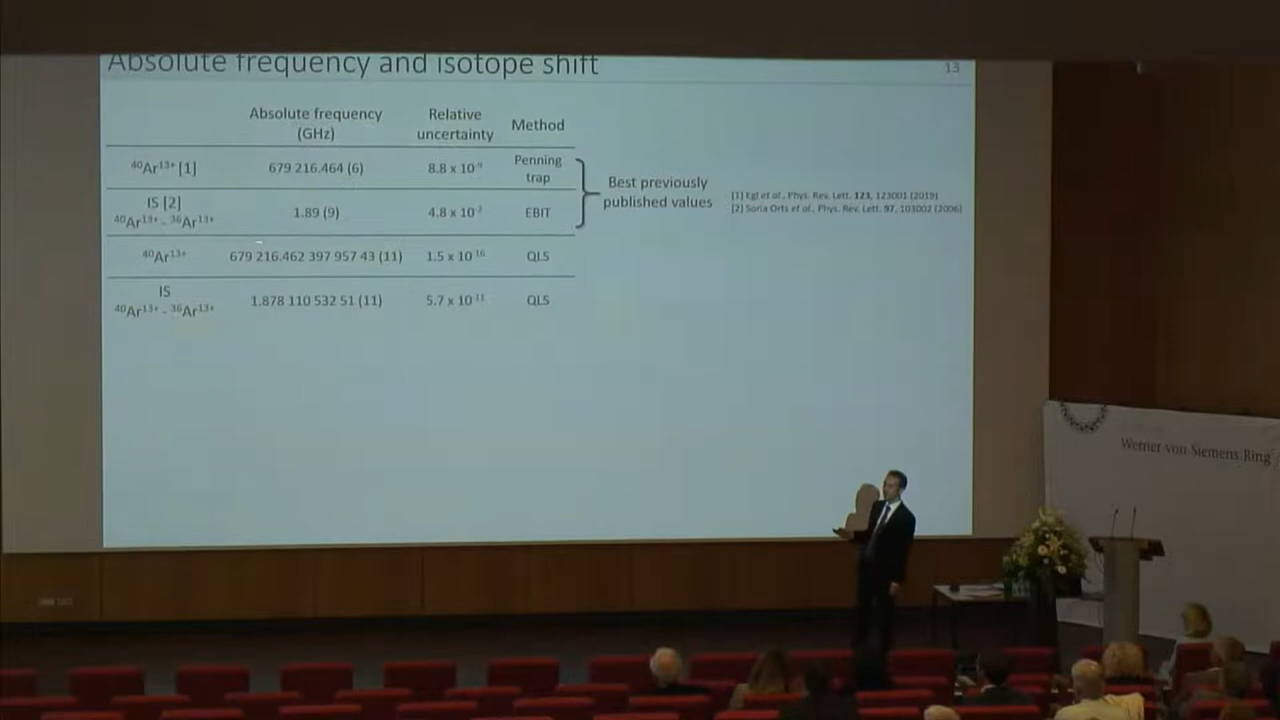 Absolute frequency and isotope shift
13
Absolute frequency
(GHz)
Relative
uncertainty
Method
⁴⁰Ar¹³⁺ [1]
679 216.464 (6)
8.8 x 10⁻⁹
Penning
trap
IS [2]
⁴⁰Ar¹³⁺ - ³⁶Ar¹³⁺
1.89 (9)
4.8 x 10⁻²
EBIT
⁴⁰Ar¹³⁺
679 216.462 397 957 43 (11)
1.5 x 10⁻¹⁶
QLS
IS
⁴⁰Ar¹³⁺ - ³⁶Ar¹³⁺
1.878 110 532 51 (11)
5.7 x 10⁻¹¹
QLS
Best previously
published values
[1] Egl et al., Phys. Rev. Lett. 123, 123001 (2019)
[2] Soria Orts et al., Phys. Rev. Lett. 97, 103002 (2006)
Werner von Siemens Ring